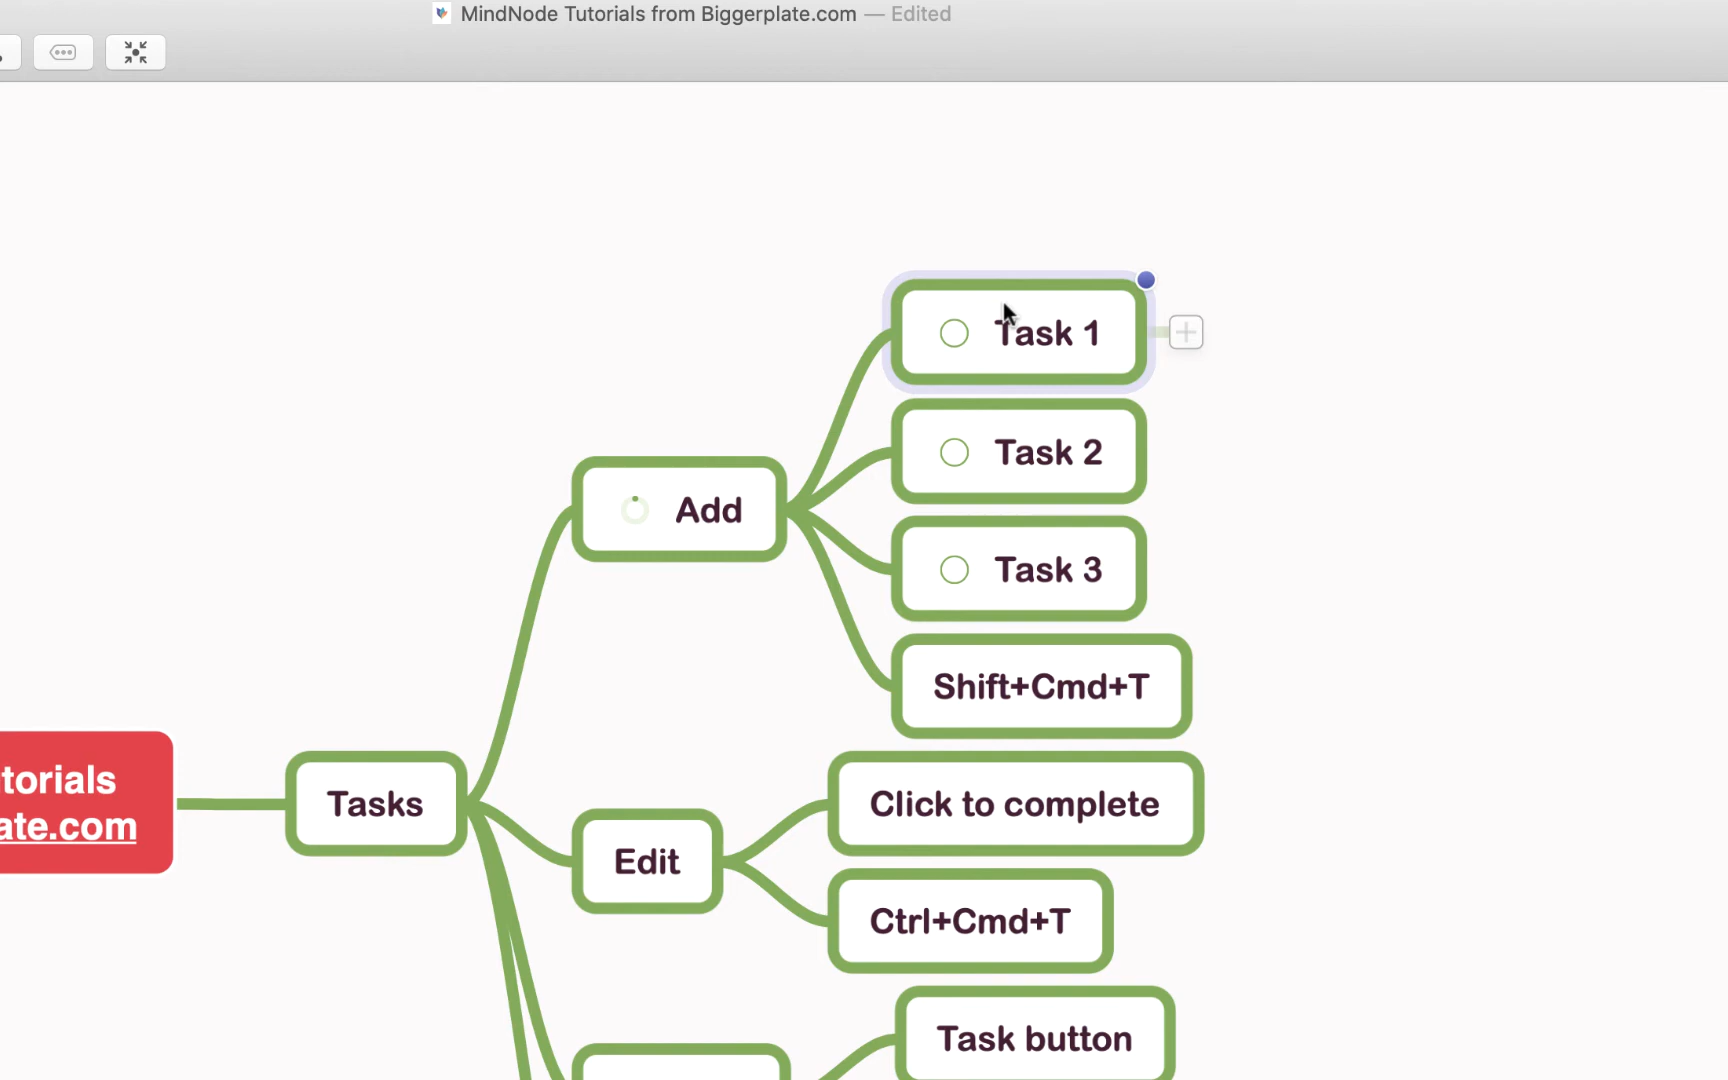 MindNode Tutorials from Biggerplate.com — Edited
Task 1
Task 2
Add
Task 3
Shift+Cmd+T
torials
ate.com
Tasks
Click to complete
Edit
Ctrl+Cmd+T
Task button